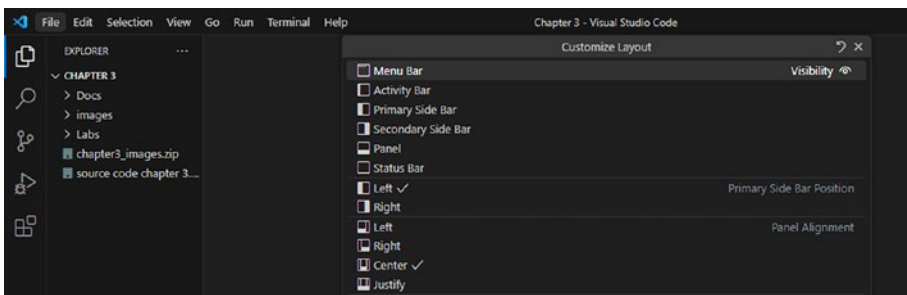 File Edit Selection View Go Run Terminal Help
Chapter 3 - Visual Studio Code
EXPLORER ...
CHAPTER 3
> Docs
> images
> Labs
chapter3_images.zip
source code chapter 3....
Customize Layout
Menu Bar Visibility
Activity Bar
Primary Side Bar
Secondary Side Bar
Panel
Status Bar
Left ✓ Primary Side Bar Position
Right
Left Panel Alignment
Right
Center ✓
Justify